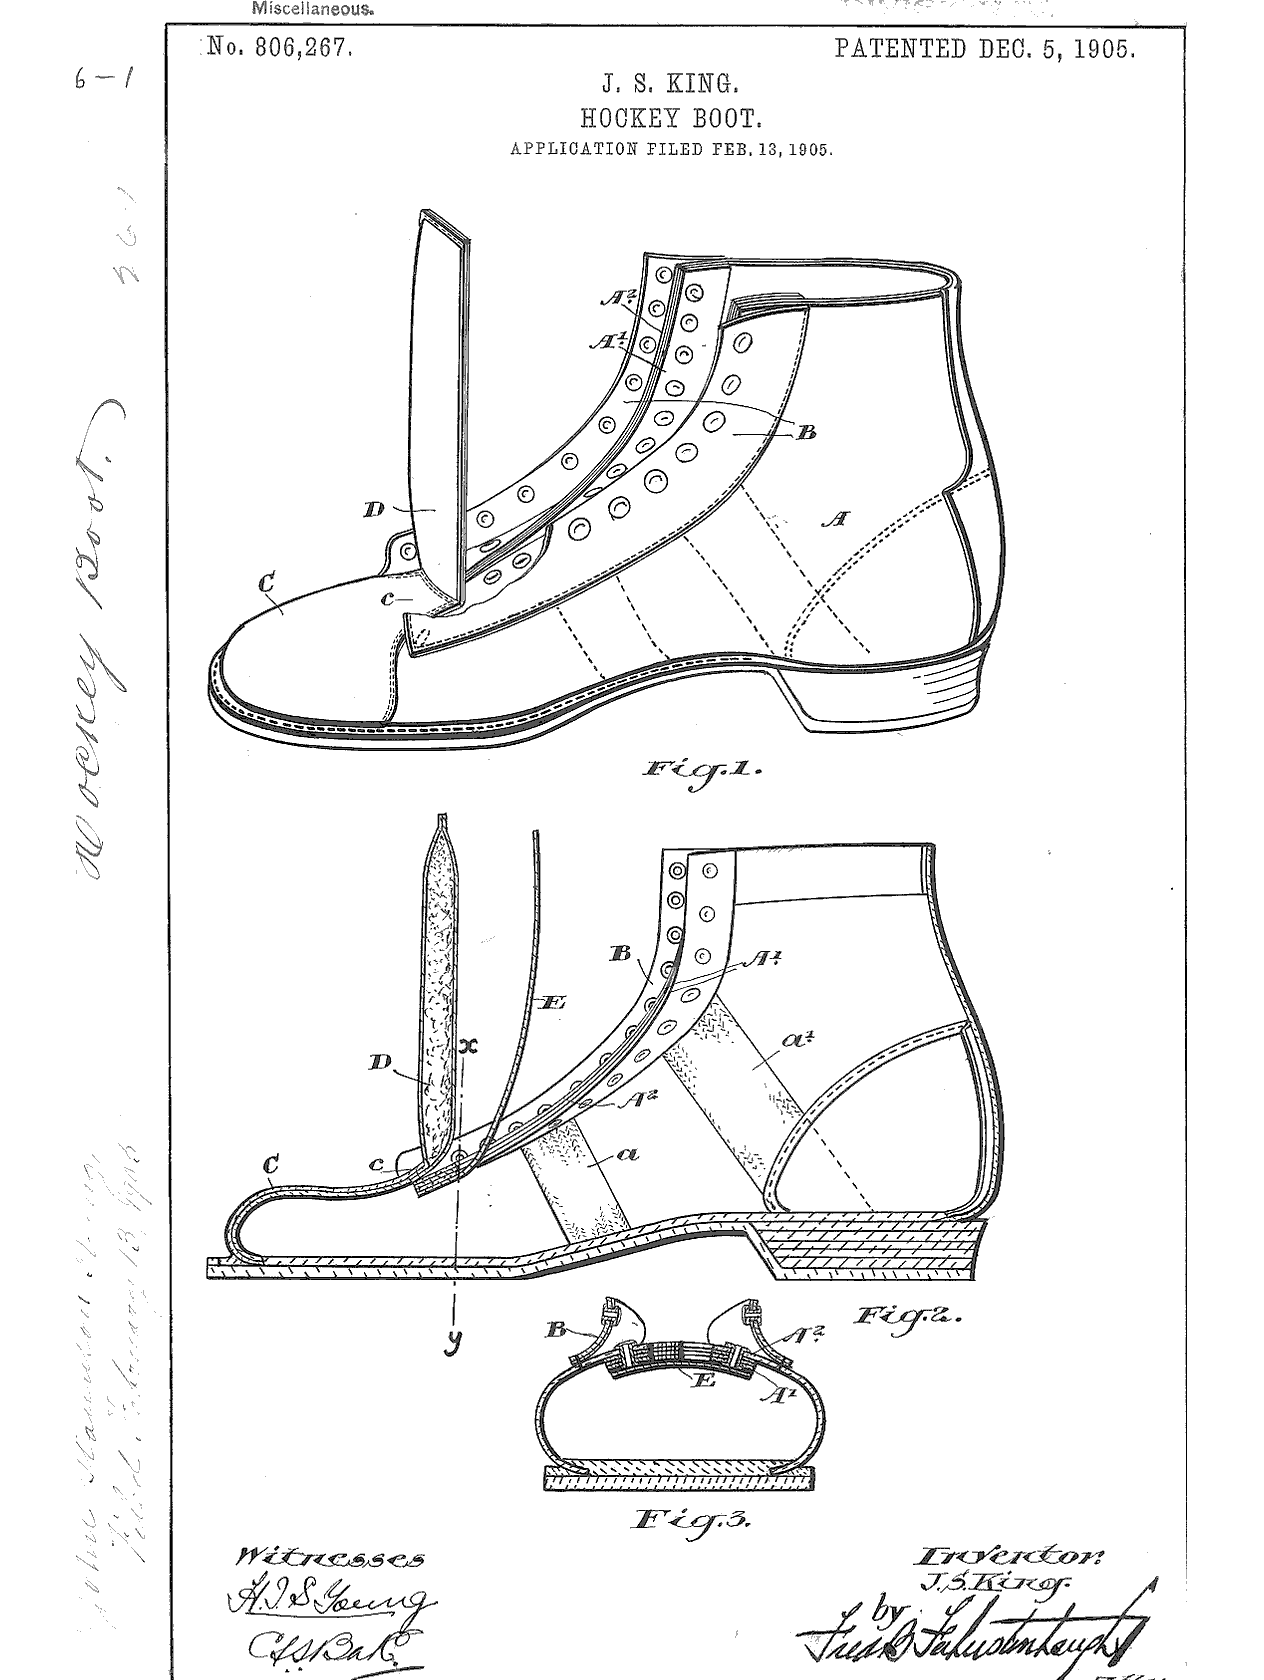 Miscellaneous.
No. 806,267.
PATENTED DEC. 5, 1905.
6-1
J. S. KING.
HOCKEY BOOT.
APPLICATION FILED FEB. 13, 1905.
Hockey Boot.
A²
A¹
B
D
A
C
c
Fig. 1.
B
A¹
E
x
D
a¹
A²
a
C
c
Fig. 2.
y
B
A²
E
A¹
Fig. 3.
Witnesses
H.J.S. Young
Inventor
J. S. King.
by